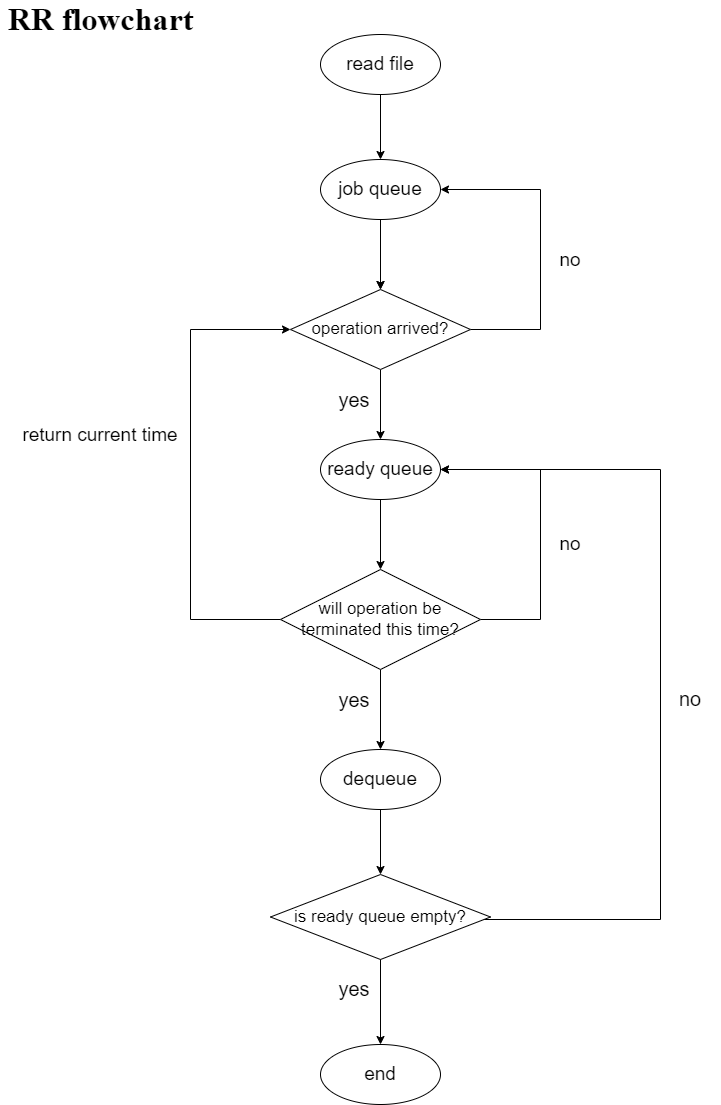 RR flowchart
read file
job queue
no
operation arrived?
yes
return current time
ready queue
no
will operation be
terminated this time?
yes
no
dequeue
is ready queue empty?
yes
end